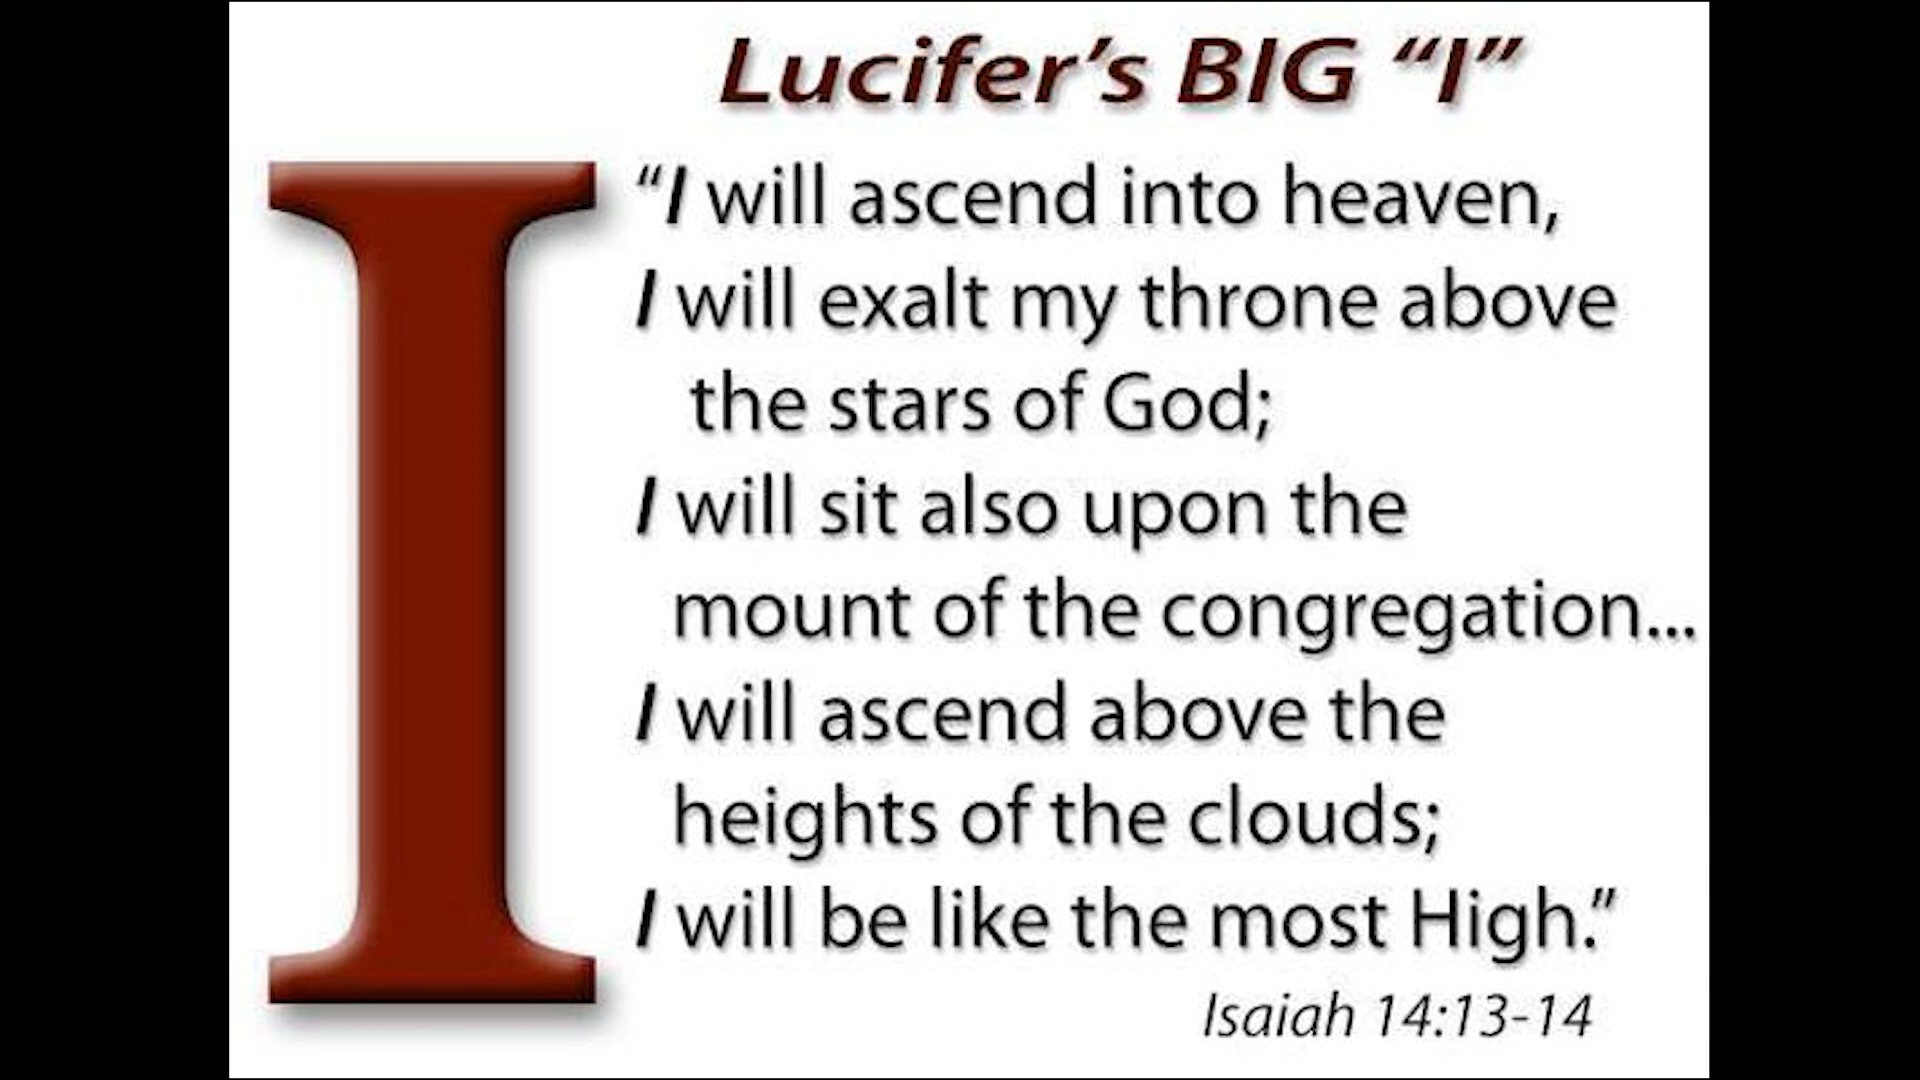 Lucifer’s BIG “I”
I
“I will ascend into heaven,
I will exalt my throne above
the stars of God;
I will sit also upon the
mount of the congregation...
I will ascend above the
heights of the clouds;
I will be like the most High.”
Isaiah 14:13-14